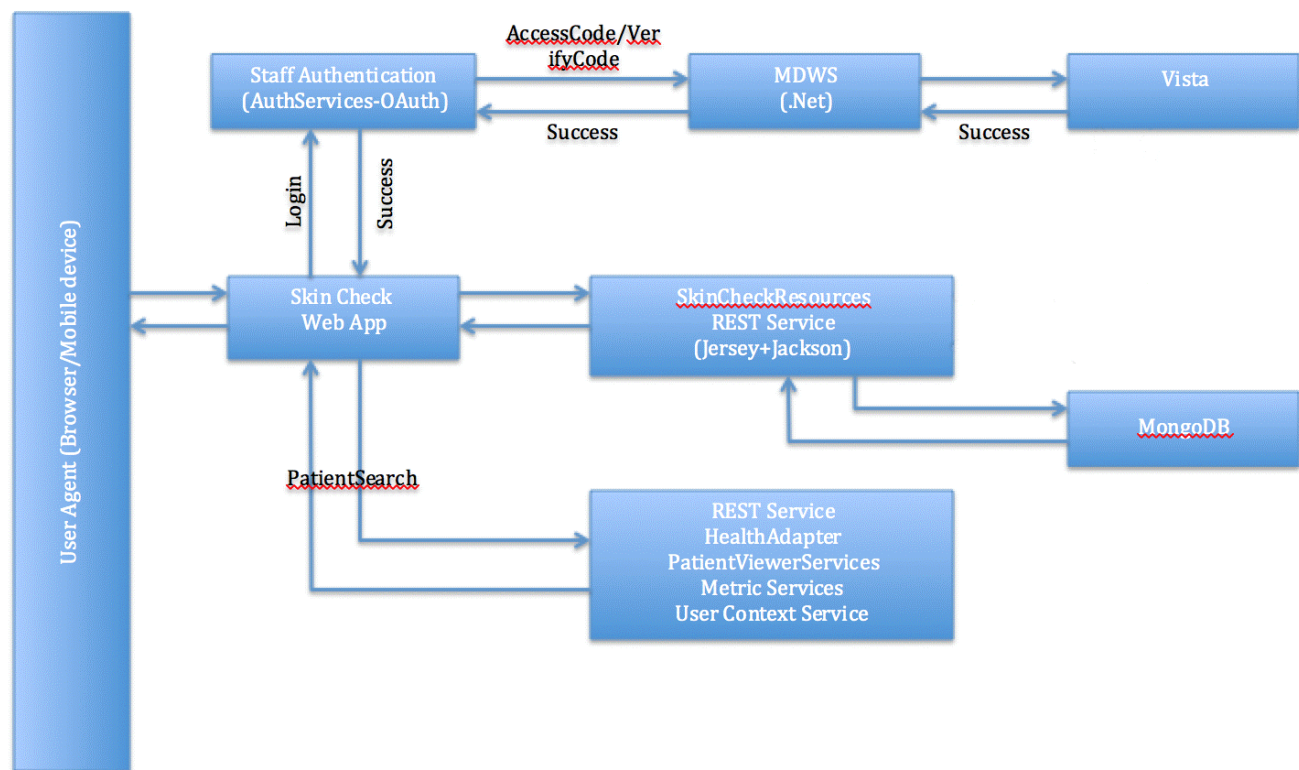 AccessCode/Ver
ifyCode
Staff Authentication
(AuthServices-OAuth)
MDWS
(.Net)
Vista
Success
Success
Login
Success
User Agent (Browser/Mobile device)
Skin Check
Web App
SkinCheckResources
REST Service
(Jersey+Jackson)
MongoDB
PatientSearch
REST Service
HealthAdapter
PatientViewerServices
Metric Services
User Context Service